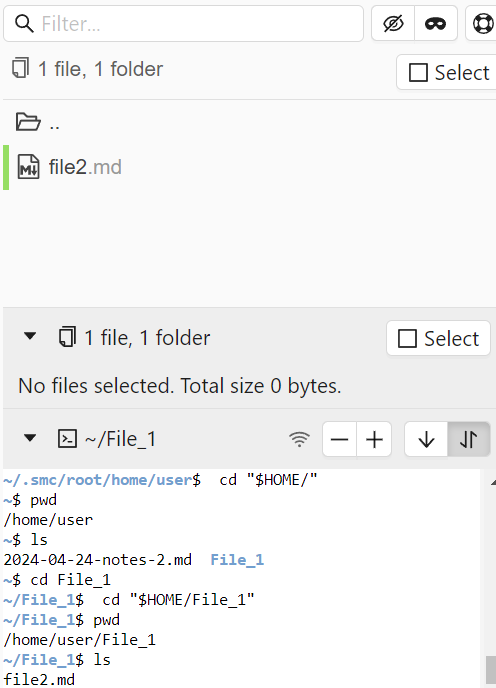 Filter...
1 file, 1 folder
Select
..
file2.md
1 file, 1 folder
Select
No files selected. Total size 0 bytes.
~/File_1
~/.smc/root/home/user$  cd "$HOME/"
~$ pwd
/home/user
~$ ls
2024-04-24-notes-2.md  File_1
~$ cd File_1
~/File_1$  cd "$HOME/File_1"
~/File_1$ pwd
/home/user/File_1
~/File_1$ ls
file2.md